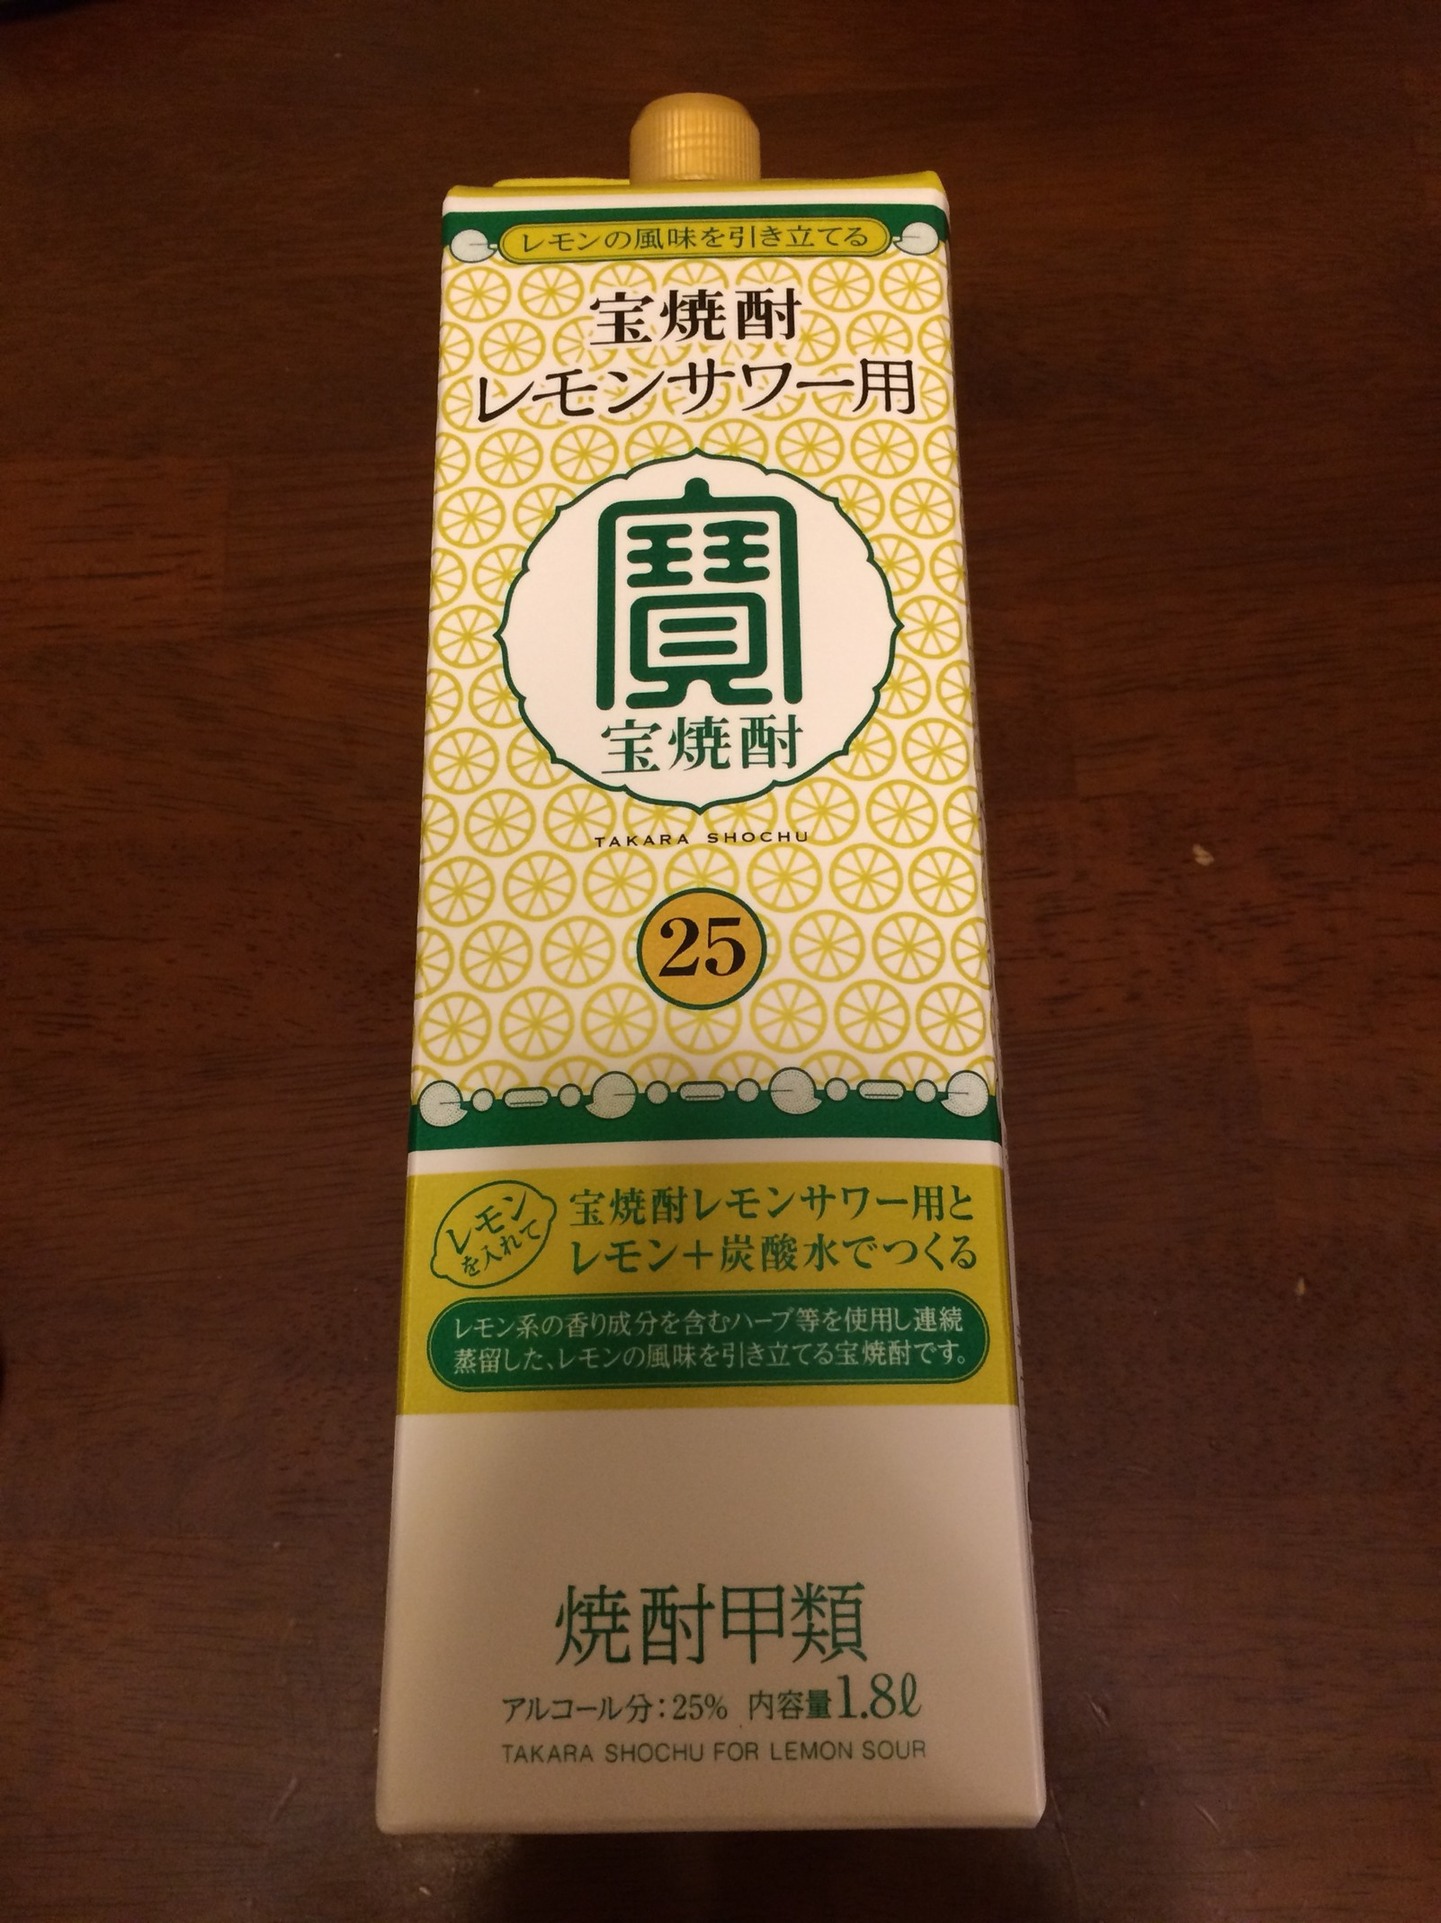 レモンの風味を引き立てる
宝焼酎
レモンサワー用
寶
宝焼酎
TAKARA SHOCHU
25
レモン
を入れて
宝焼酎レモンサワー用と
レモン+炭酸水でつくる
レモン系の香り成分を含むハーブ等を使用し連続
蒸留した、レモンの風味を引き立てる宝焼酎です。
焼酎甲類
アルコール分：25% 内容量1.8ℓ
TAKARA SHOCHU FOR LEMON SOUR